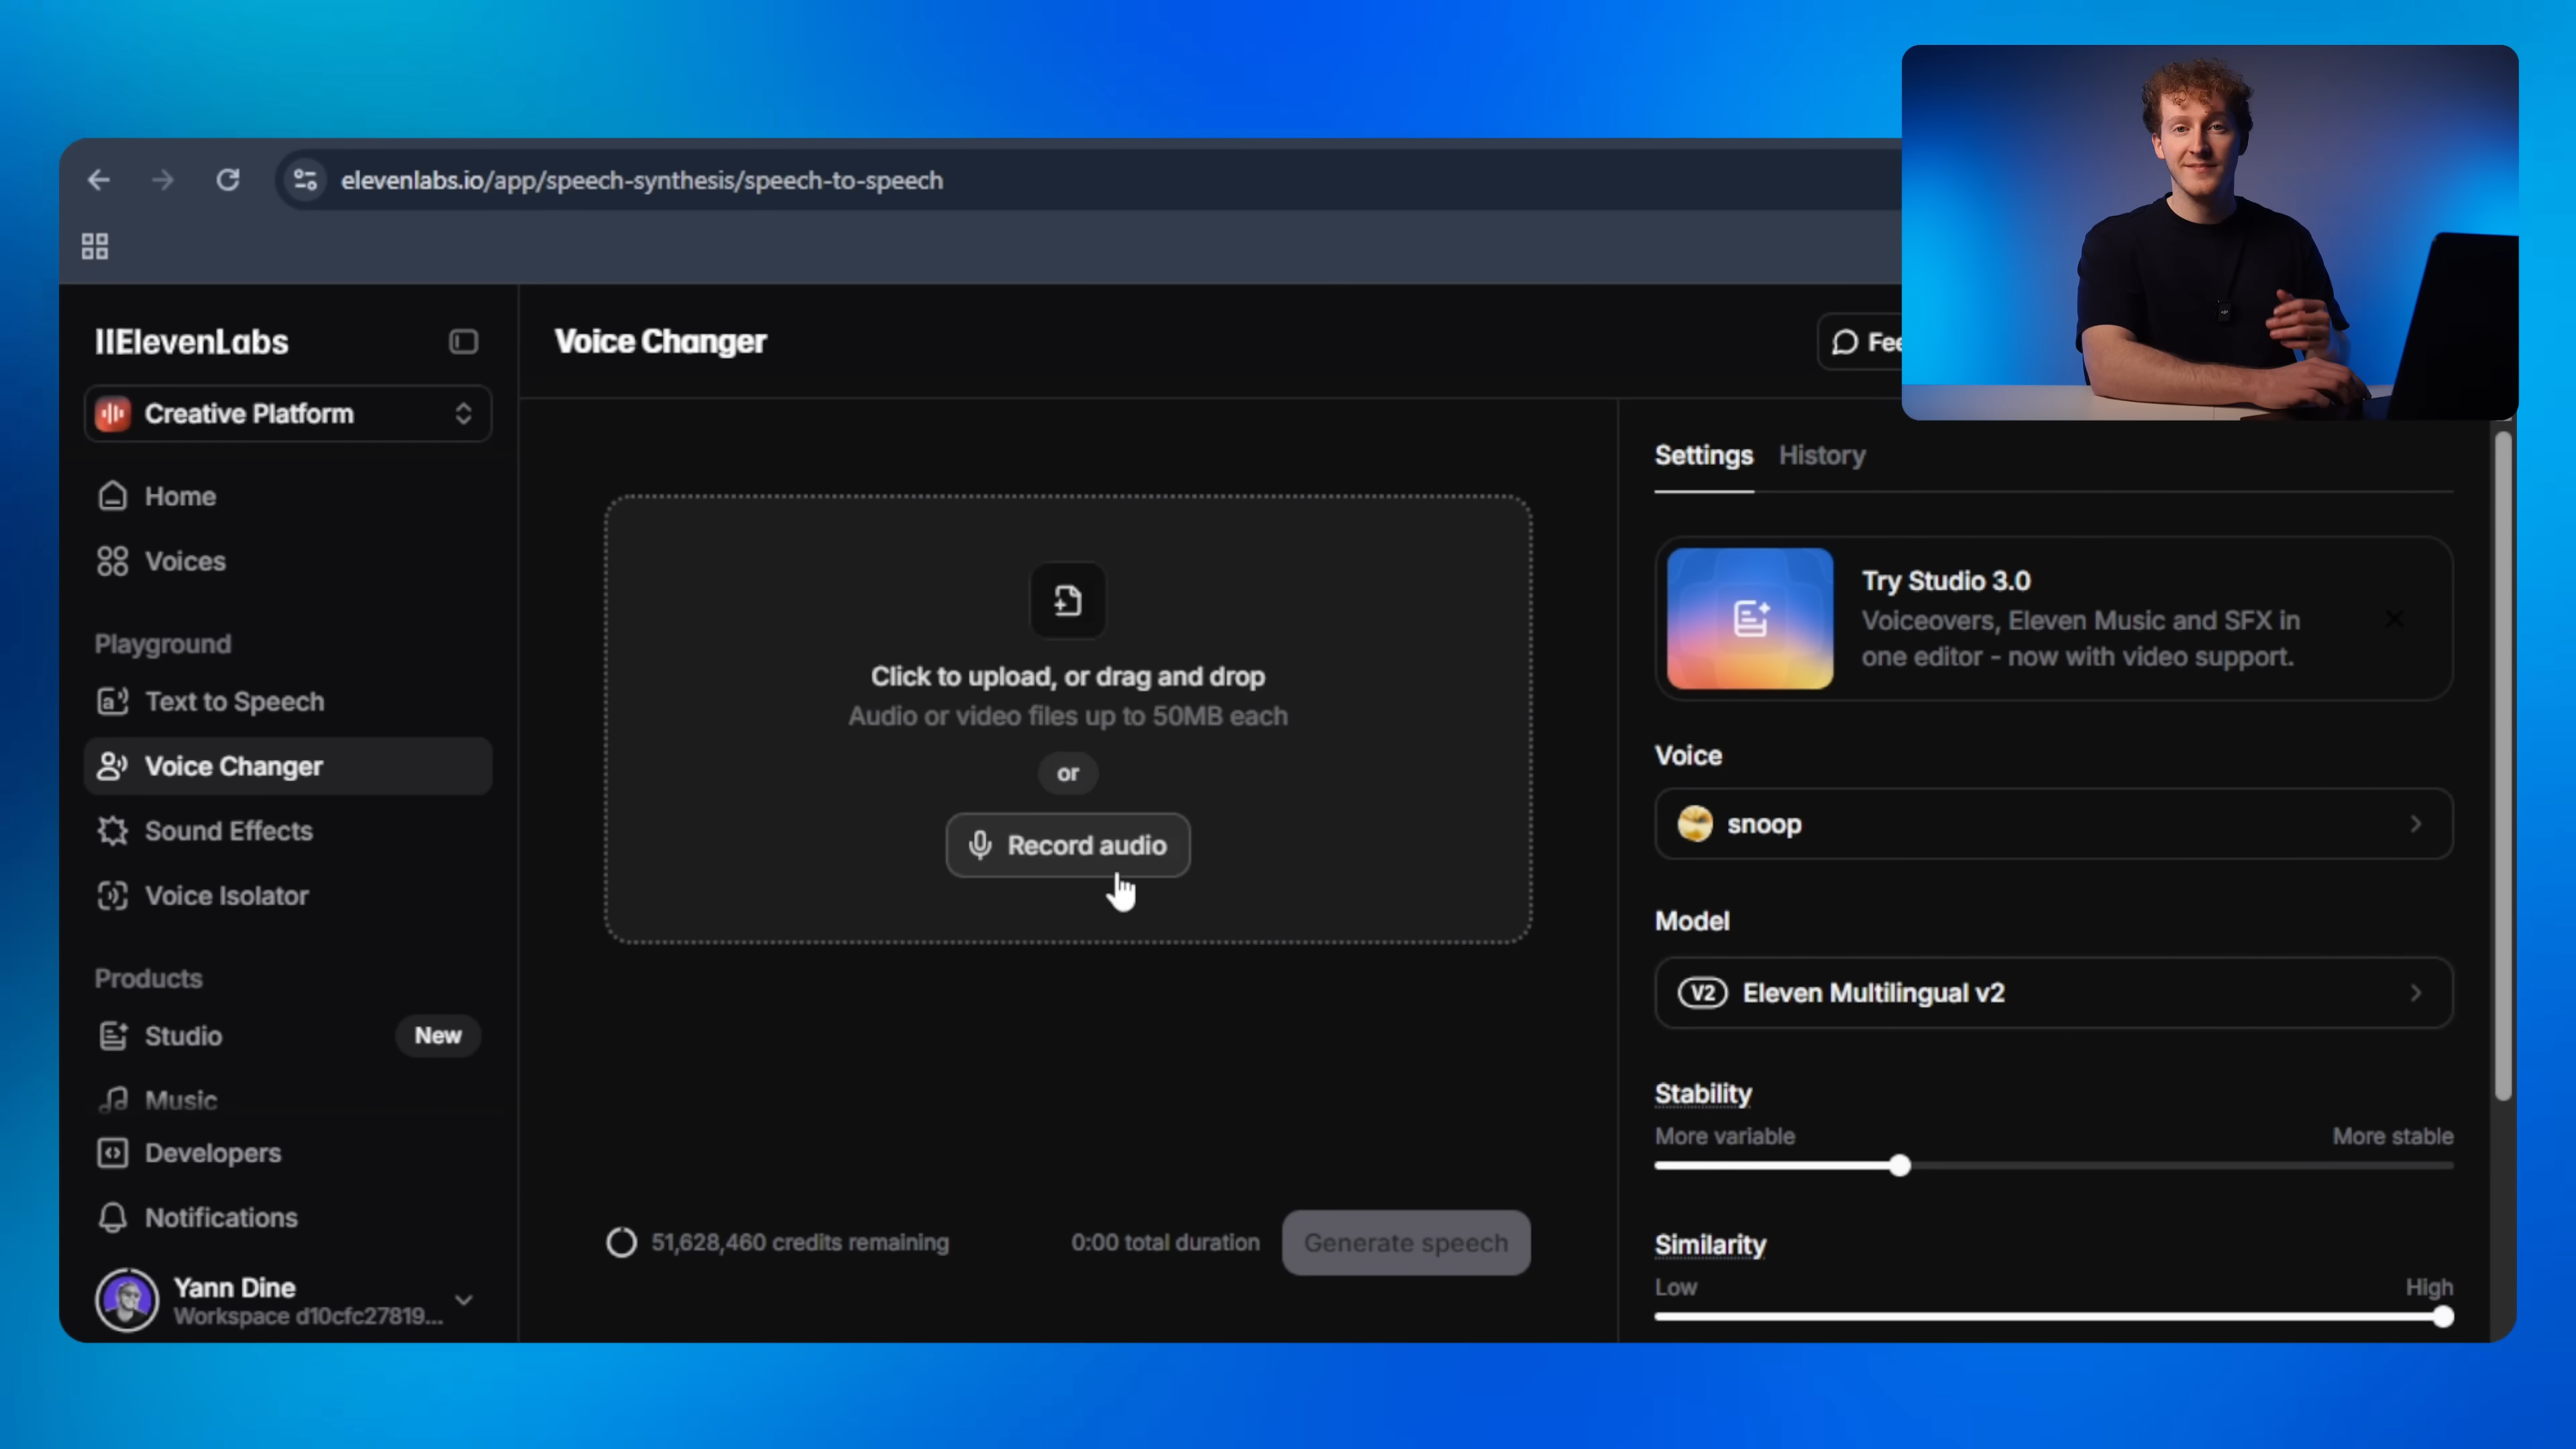 elevenlabs.io/app/speech-synthesis/speech-to-speech
IIElevenLabs
Creative Platform
Home
Voices
Playground
Text to Speech
Voice Changer
Sound Effects
Voice Isolator
Products
Studio
New
Music
Developers
Notifications
Yann Dine
Workspace d10cfc27819...
Voice Changer
Click to upload, or drag and drop
Audio or video files up to 50MB each
or
Record audio
51,628,460 credits remaining
0:00 total duration
Generate speech
Fee
Settings
History
Try Studio 3.0
Voiceovers, Eleven Music and SFX in
one editor - now with video support.
Voice
snoop
Model
V2
Eleven Multilingual v2
Stability
More variable
More stable
Similarity
Low
High